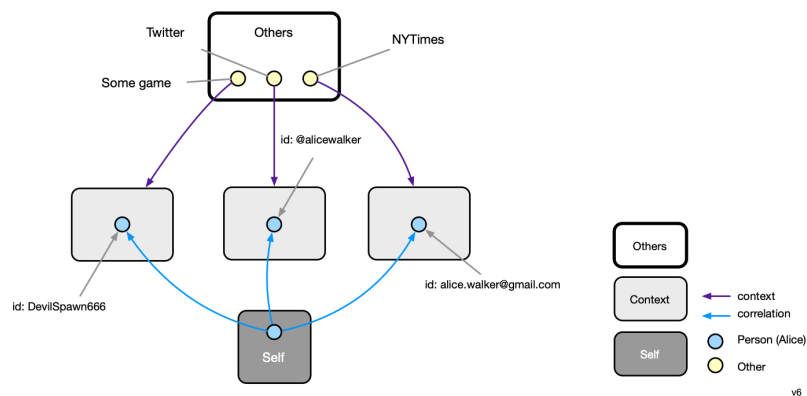 Twitter
Others
NYTimes
Some game
id: @alicewalker
id: DevilSpawn666
id: alice.walker@gmail.com
Self
Others
Context
context
correlation
Self
Person (Alice)
Other
v6